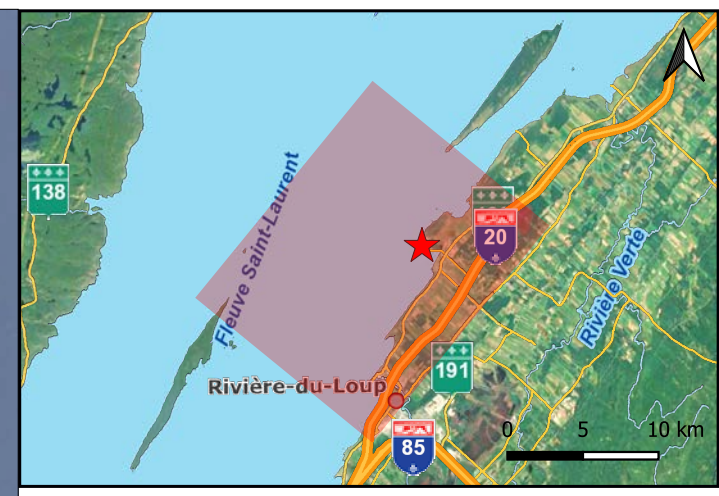 138
Fleuve Saint-Laurent
20
Rivière Verte
191
Rivière-du-Loup
85
0 5 10 km